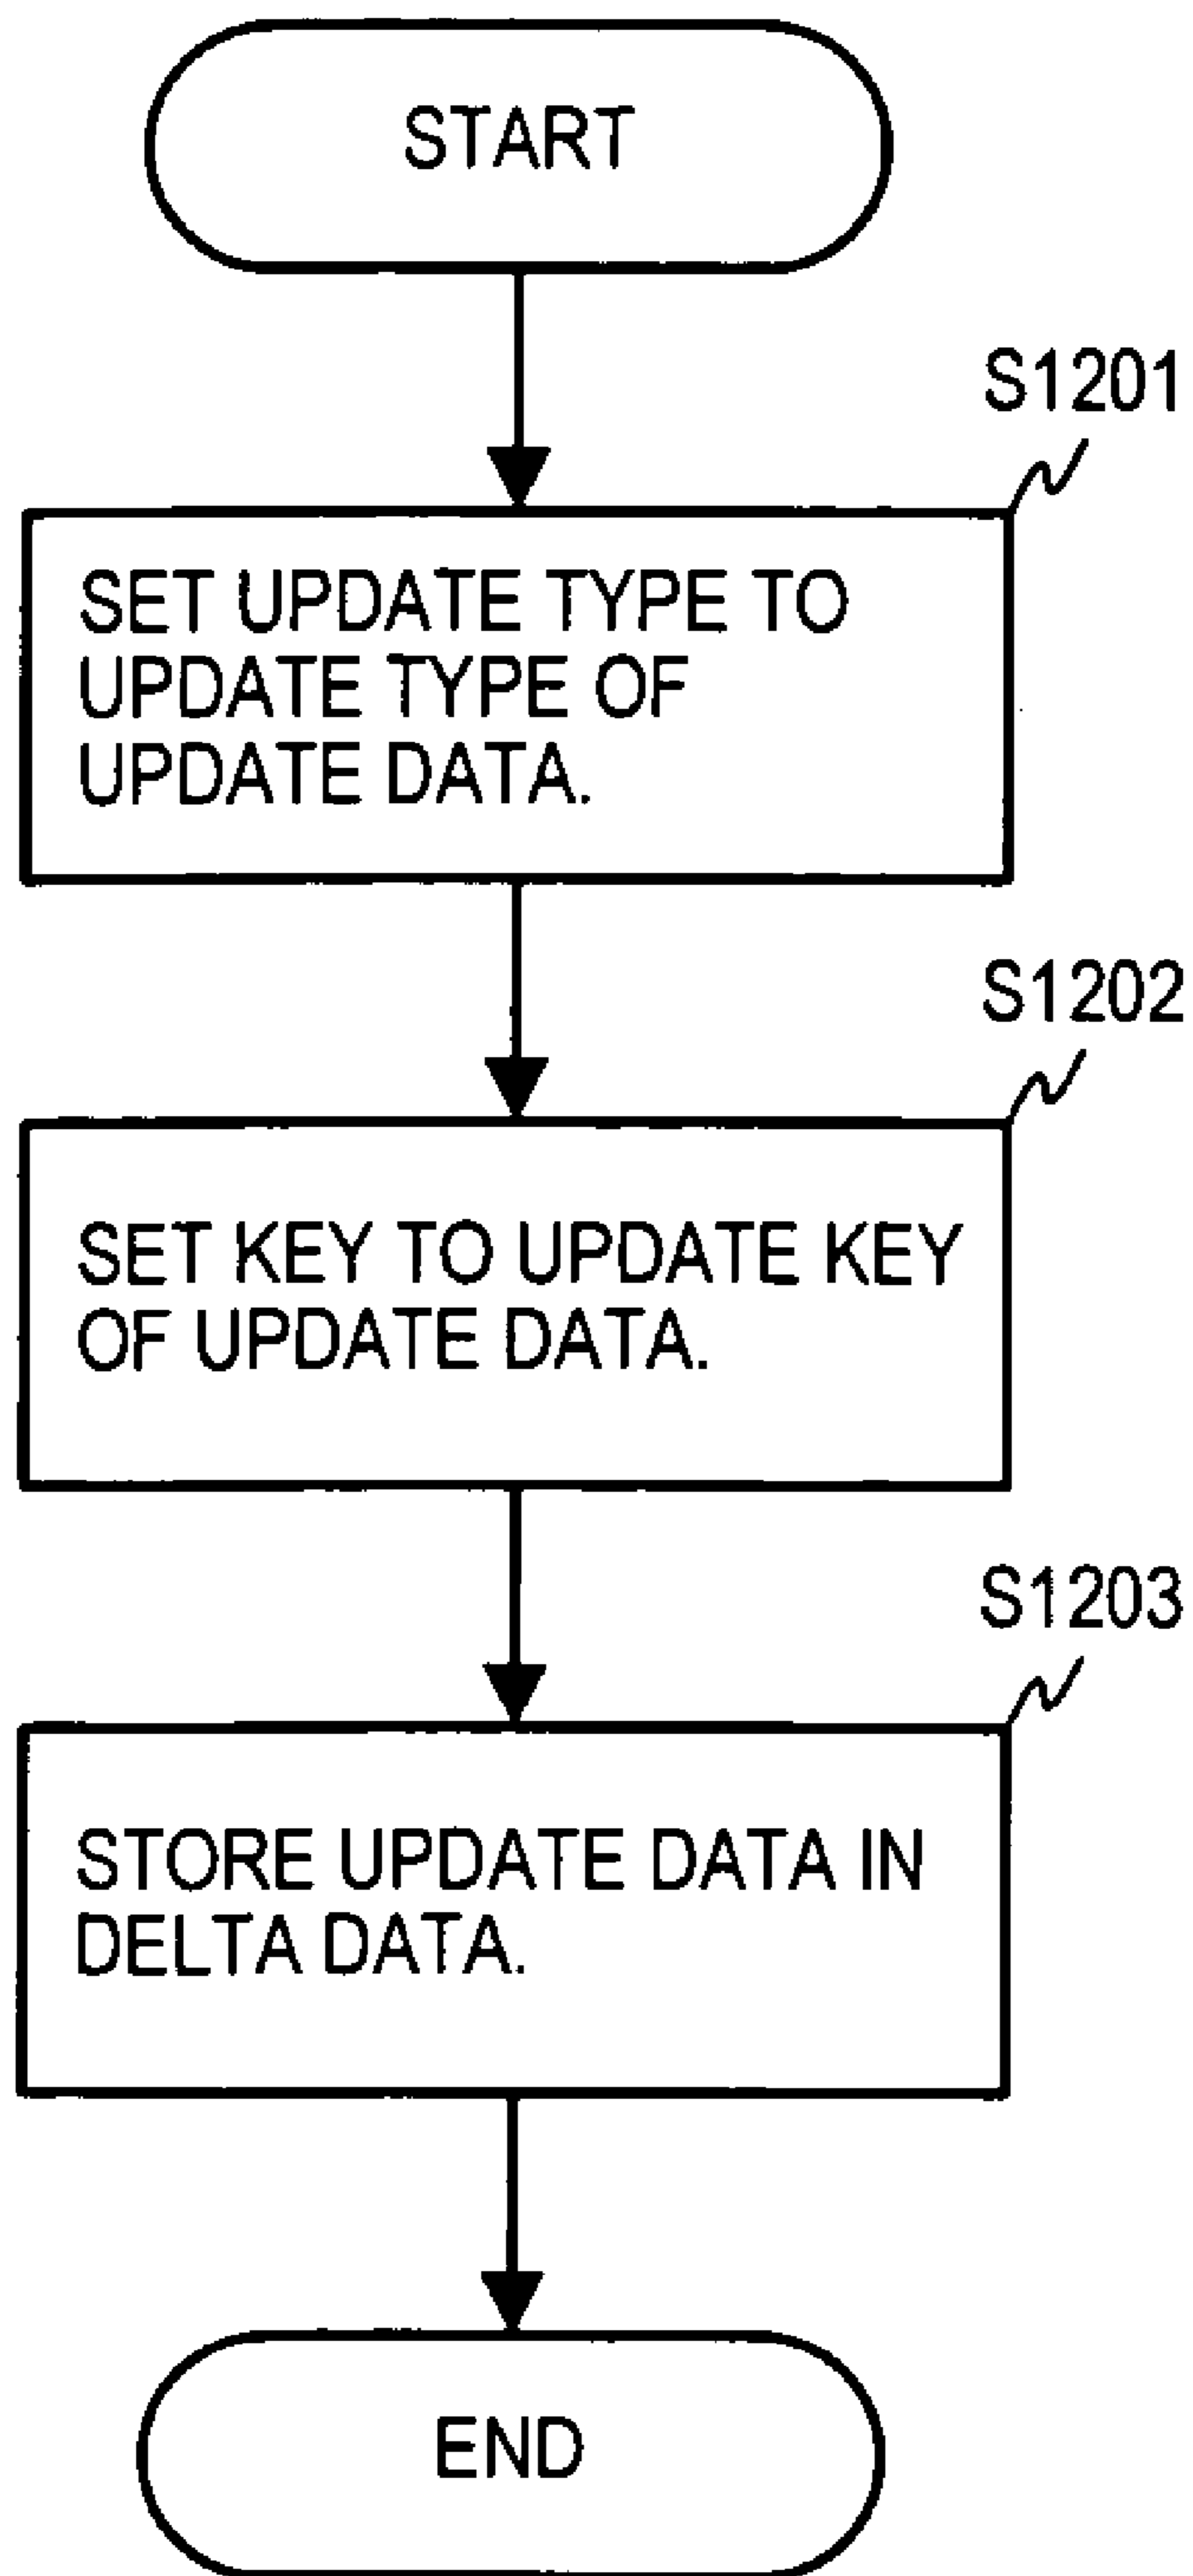 START
S1201
SET UPDATE TYPE TO
UPDATE TYPE OF
UPDATE DATA.
S1202
SET KEY TO UPDATE KEY
OF UPDATE DATA.
S1203
STORE UPDATE DATA IN
DELTA DATA.
END